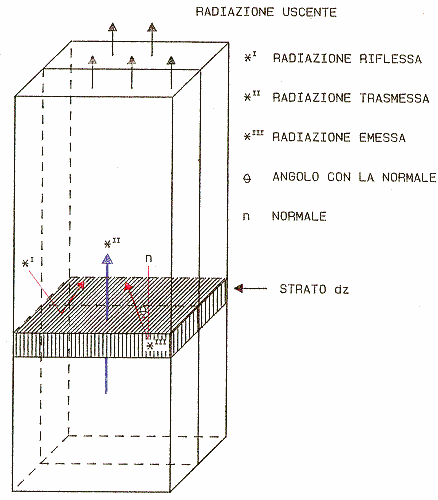 RADIAZIONE USCENTE
*I RADIAZIONE RIFLESSA
*II RADIAZIONE TRASMESSA
*III RADIAZIONE EMESSA
θ ANGOLO CON LA NORMALE
n NORMALE
*II
n
*I
STRATO dz
θ
*III